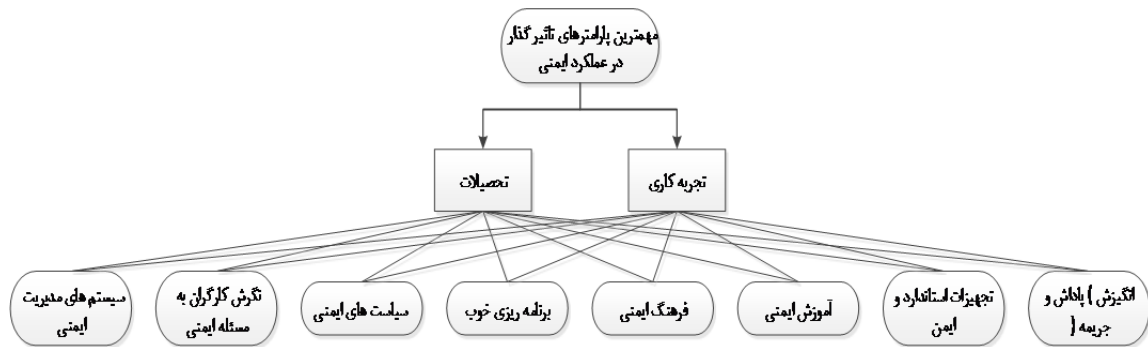 مهمترین پارامترهای تاثیر گذار
در عملکرد ایمنی
تجربه کاری
تحصیلات
انگیزش ) پاداش و
جریمه (
تجهیزات استاندارد و
ایمن
آموزش ایمنی
فرهنگ ایمنی
برنامه ریزی خوب
سیاست های ایمنی
نگرش کارگران به
مسئله ایمنی
سیستم های مدیریت
ایمنی